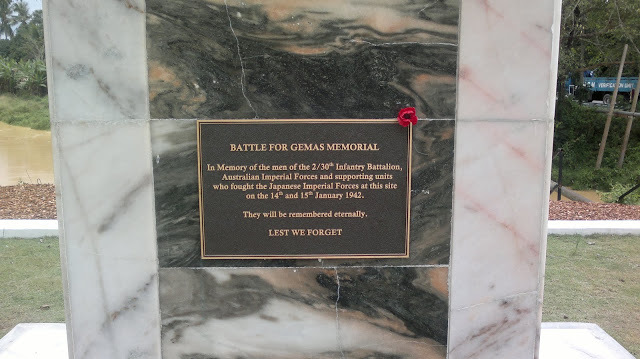 BATTLE FOR GEMAS MEMORIAL
In Memory of the men of the 2/30th Infantry Battalion,
Australian Imperial Forces and supporting units
who fought the Japanese Imperial Forces at this site
on the 14th and 15th January 1942.
They will be remembered eternally.
LEST WE FORGET
VERIFICATION UNIT